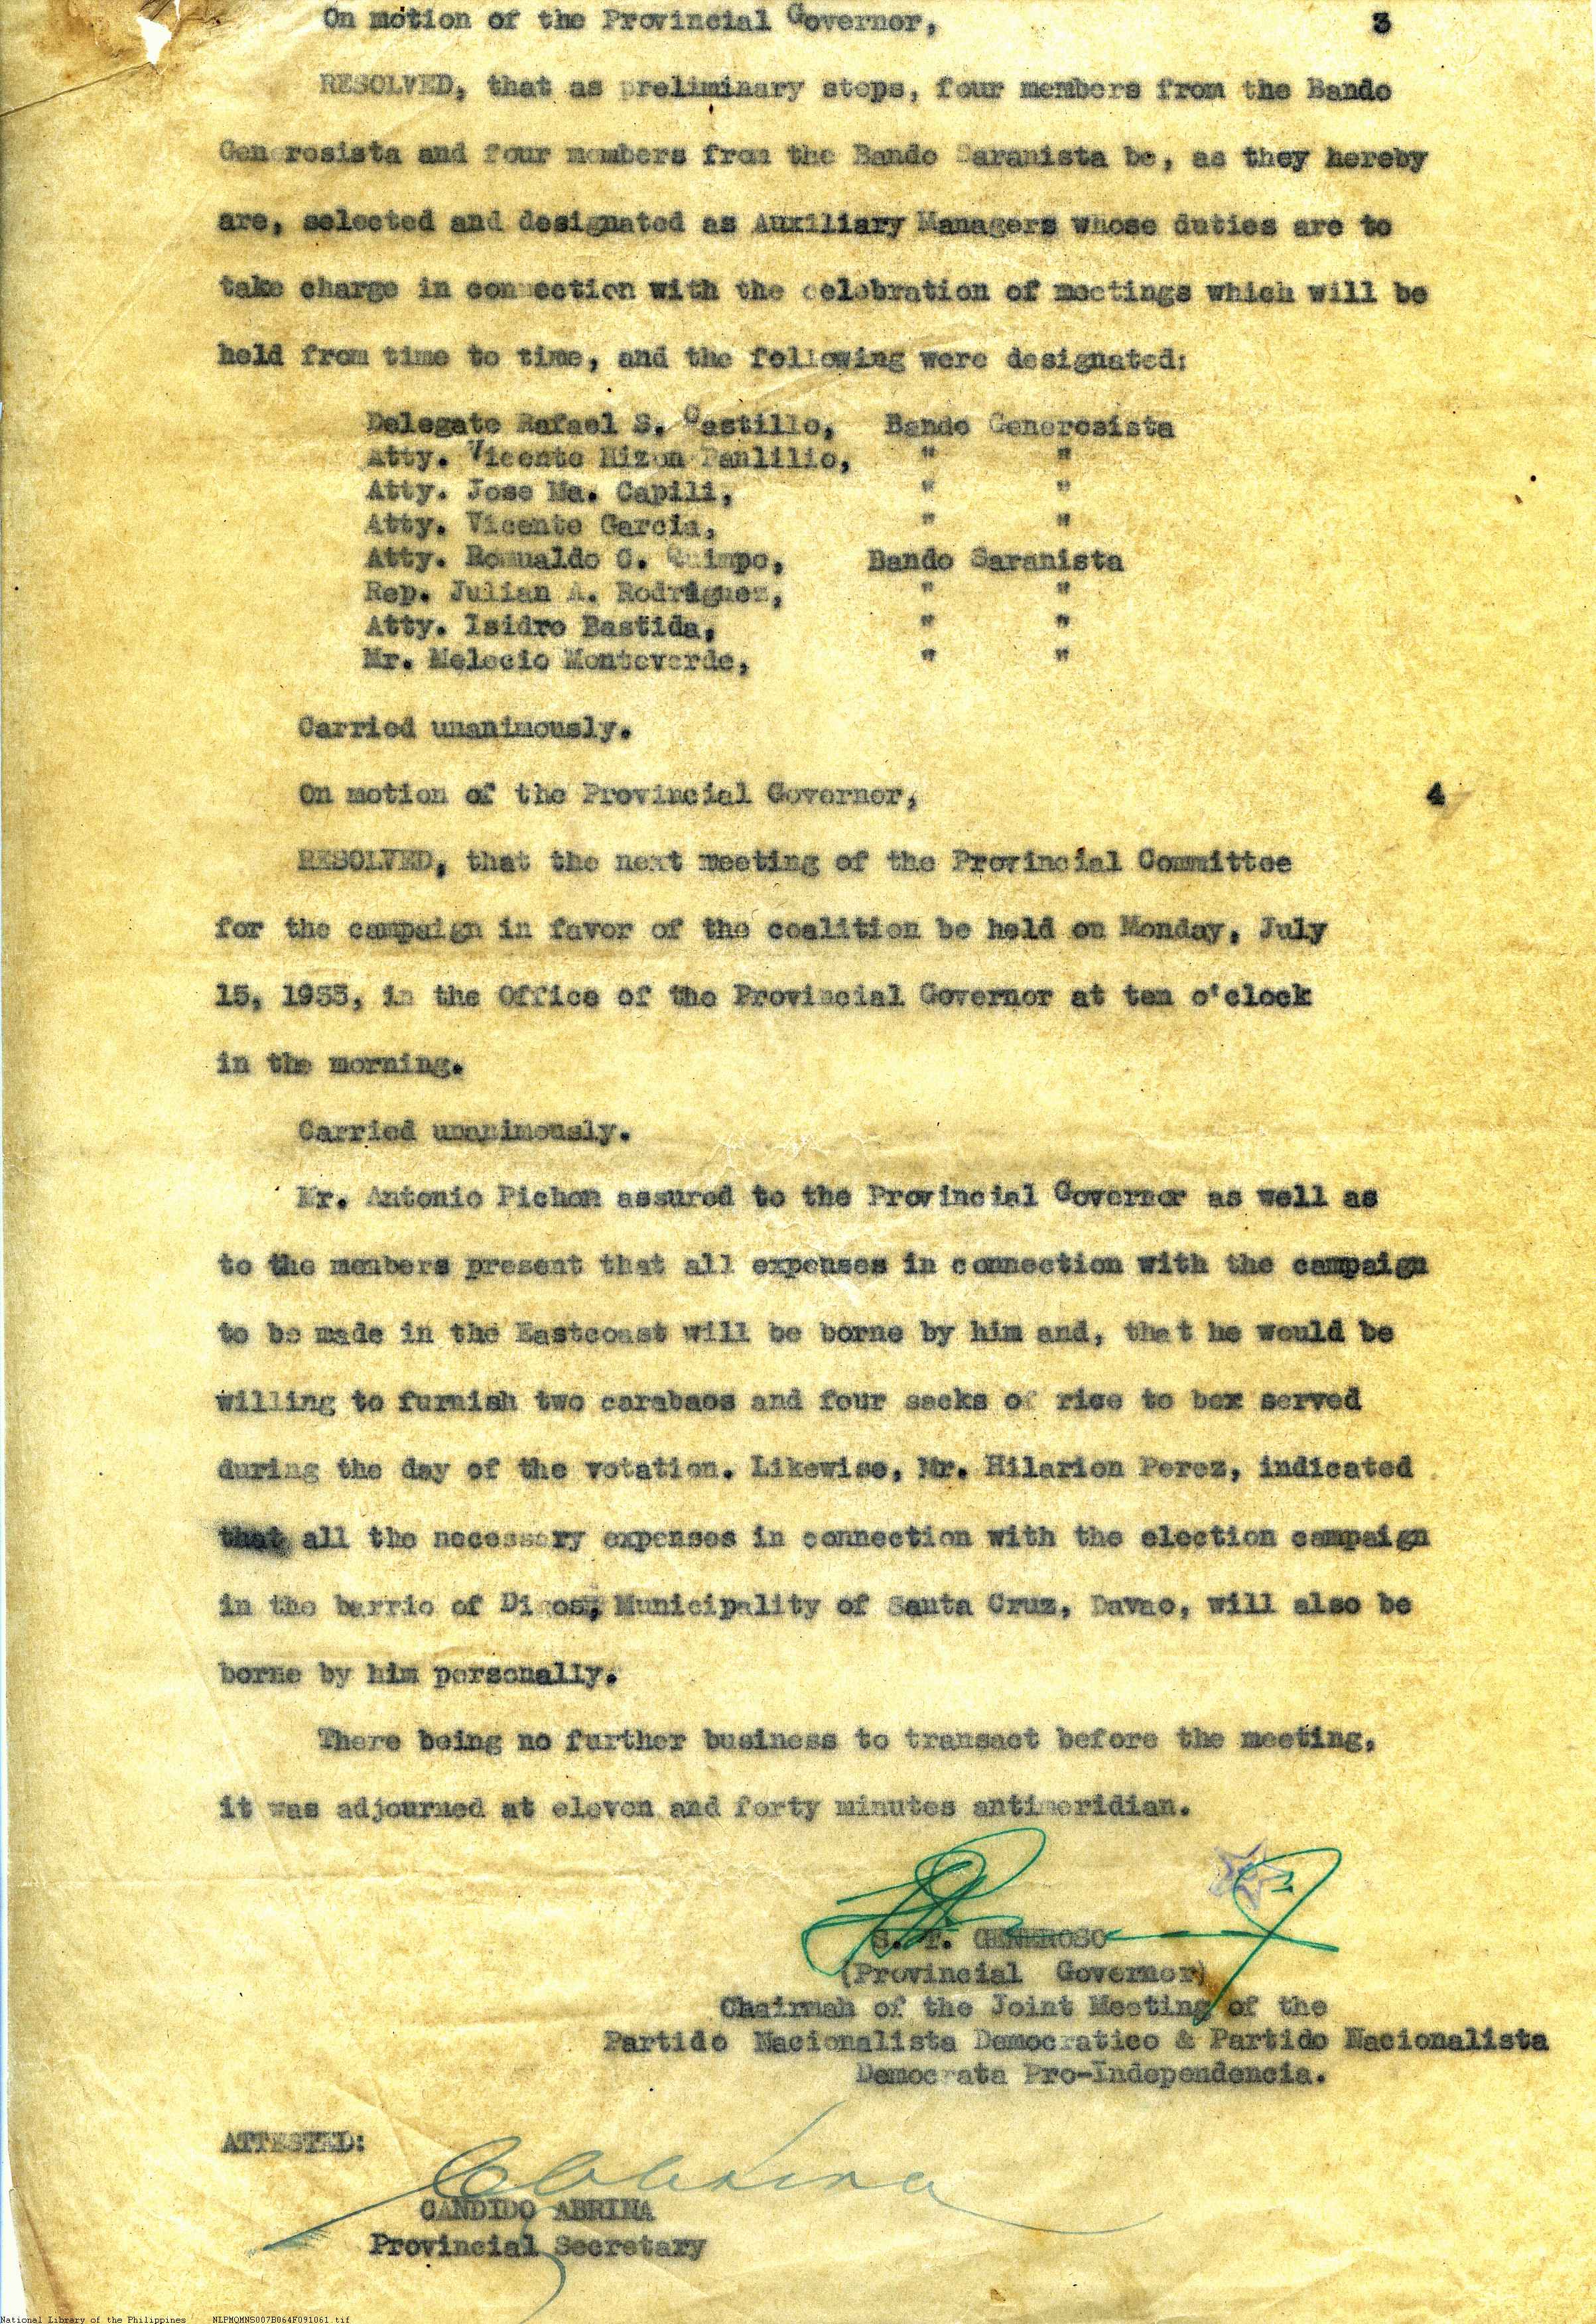 On motion of the Provincial Governor, 3
RESOLVED, that as preliminary steps, four members from the Bando
Generosista and four members from the Bando Saranista be, as they hereby
are, selected and designated as Auxiliary Managers whose duties are to
take charge in connection with the celebration of meetings which will be
held from time to time, and the following were designated:
Delegate Rafael S. Castillo, Bando Generosista
Atty. Vicente Hizon Panlilio, " "
Atty. Jose Ma. Capili, " "
Atty. Vicente Garcia, " "
Atty. Romualdo C. Quimpo, Bando Saranista
Rep. Julian A. Rodriguez, " "
Atty. Isidro Bastida, " "
Mr. Melecio Monteverde, " "
Carried unanimously.
On motion of the Provincial Governor, 4
RESOLVED, that the next meeting of the Provincial Committee
for the campaign in favor of the coalition be held on Monday, July
15, 1935, in the Office of the Provincial Governor at ten o'clock
in the morning.
Carried unanimously.
Mr. Antonio Pichon assured to the Provincial Governor as well as
to the members present that all expenses in connection with the campaign
to be made in the Eastcoast will be borne by him and, that he would be
willing to furnish two carabaos and four sacks of rice to bex served
during the day of the votation. Likewise, Mr. Hilarion Perez, indicated
that all the necessary expenses in connection with the election campaign
in the barrio of Digos, Municipality of Santa Cruz, Davao, will also be
borne by him personally.
There being no further business to transact before the meeting,
it was adjourned at eleven and forty minutes antimeridian.
S. T. GENEROSO
(Provincial Governor)
Chairman of the Joint Meeting of the
Partido Nacionalista Democratico & Partido Nacionalista
Democrata Pro-Independencia.
ATTESTED:
CAbrina
CANDIDO ABRINA
Provincial Secretary
National Library of the Philippines NLPMQMNS007B064F091061.tif